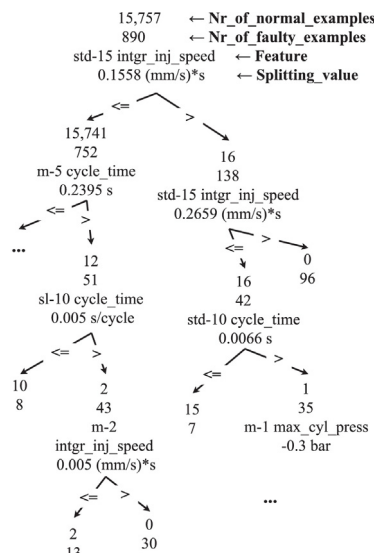 15,757 ← Nr_of_normal_examples
890 ← Nr_of_faulty_examples
std-15 intgr_inj_speed ← Feature
0.1558 (mm/s)*s ← Splitting_value
<= >
15,741
752
m-5 cycle_time
0.2395 s
16
138
std-15 intgr_inj_speed
0.2659 (mm/s)*s
<= >
...
12
51
sl-10 cycle_time
0.005 s/cycle
<= >
0
96
16
42
std-10 cycle_time
0.0066 s
<= >
10
8
2
43
m-2
intgr_inj_speed
0.005 (mm/s)*s
<= >
15
7
1
35
m-1 max_cyl_press
-0.3 bar
...
<= >
2
13
0
30